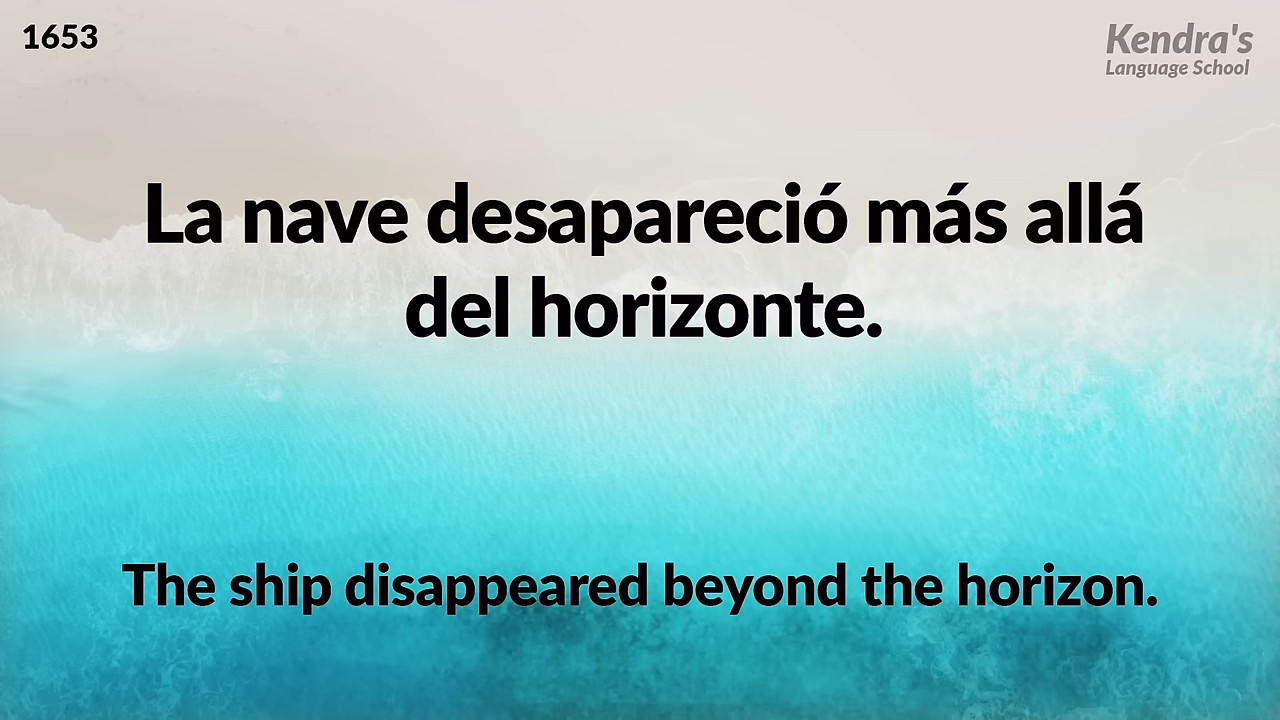 1653
Kendra's
Language School
La nave desapareció más allá
del horizonte.
The ship disappeared beyond the horizon.